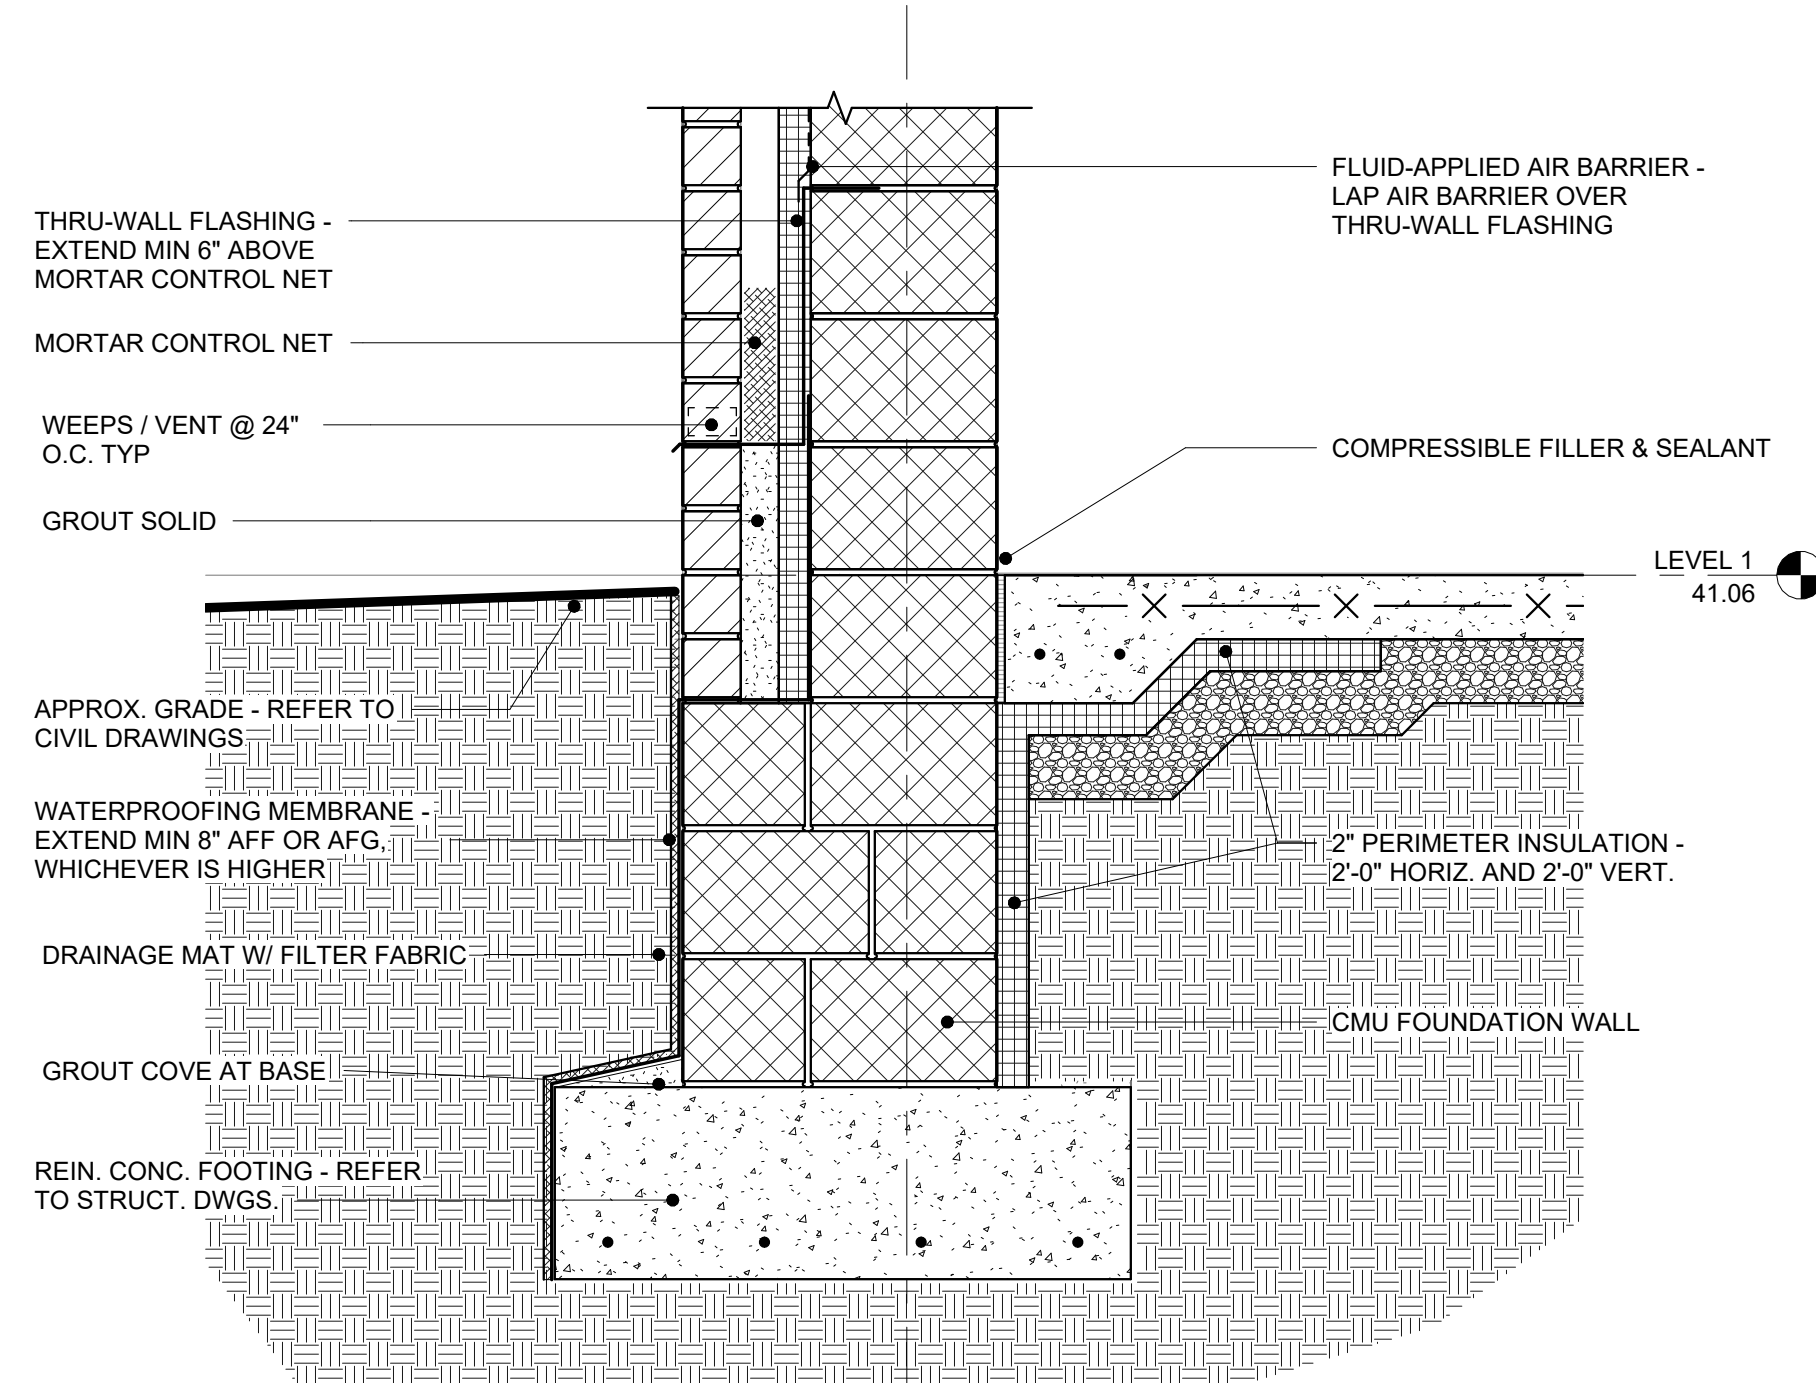 THRU-WALL FLASHING -
EXTEND MIN 6" ABOVE
MORTAR CONTROL NET
MORTAR CONTROL NET
WEEPS / VENT @ 24"
O.C. TYP
GROUT SOLID
APPROX. GRADE - REFER TO
CIVIL DRAWINGS
WATERPROOFING MEMBRANE -
EXTEND MIN 8" AFF OR AFG,
WHICHEVER IS HIGHER
DRAINAGE MAT W/ FILTER FABRIC
GROUT COVE AT BASE
REIN. CONC. FOOTING - REFER
TO STRUCT. DWGS.
FLUID-APPLIED AIR BARRIER -
LAP AIR BARRIER OVER
THRU-WALL FLASHING
COMPRESSIBLE FILLER & SEALANT
LEVEL 1
41.06
2" PERIMETER INSULATION -
2'-0" HORIZ. AND 2'-0" VERT.
CMU FOUNDATION WALL